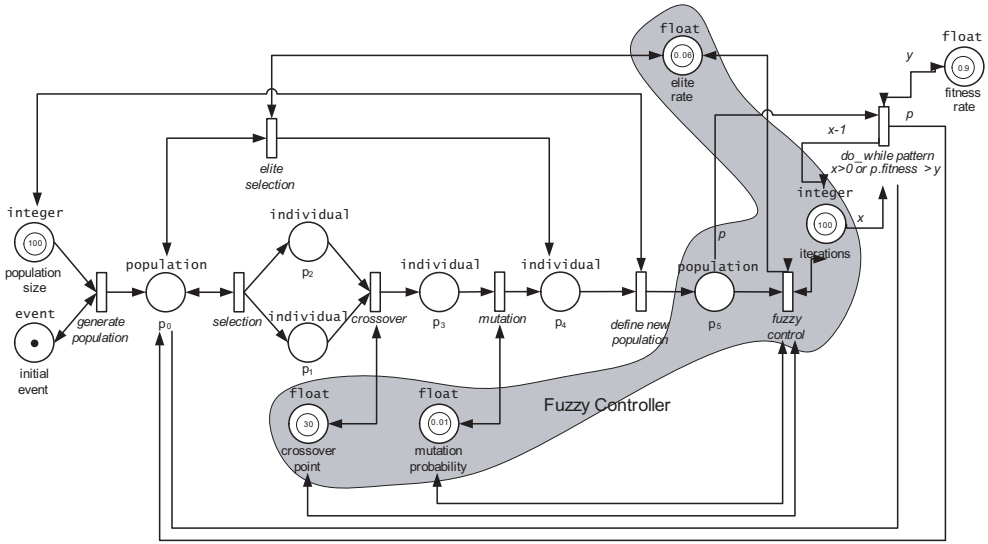 float
0.06
elite
rate
float
0.9
fitness
rate
y
p
x-1
do_while pattern
x>0 or p.fitness > y
elite
selection
integer
100
population
size
event
initial
event
generate
population
population
p0
selection
individual
p2
individual
p1
crossover
individual
p3
mutation
individual
p4
define new
population
p
population
p5
integer
100
iterations
x
fuzzy
control
float
30
crossover
point
float
0.01
mutation
probability
Fuzzy Controller